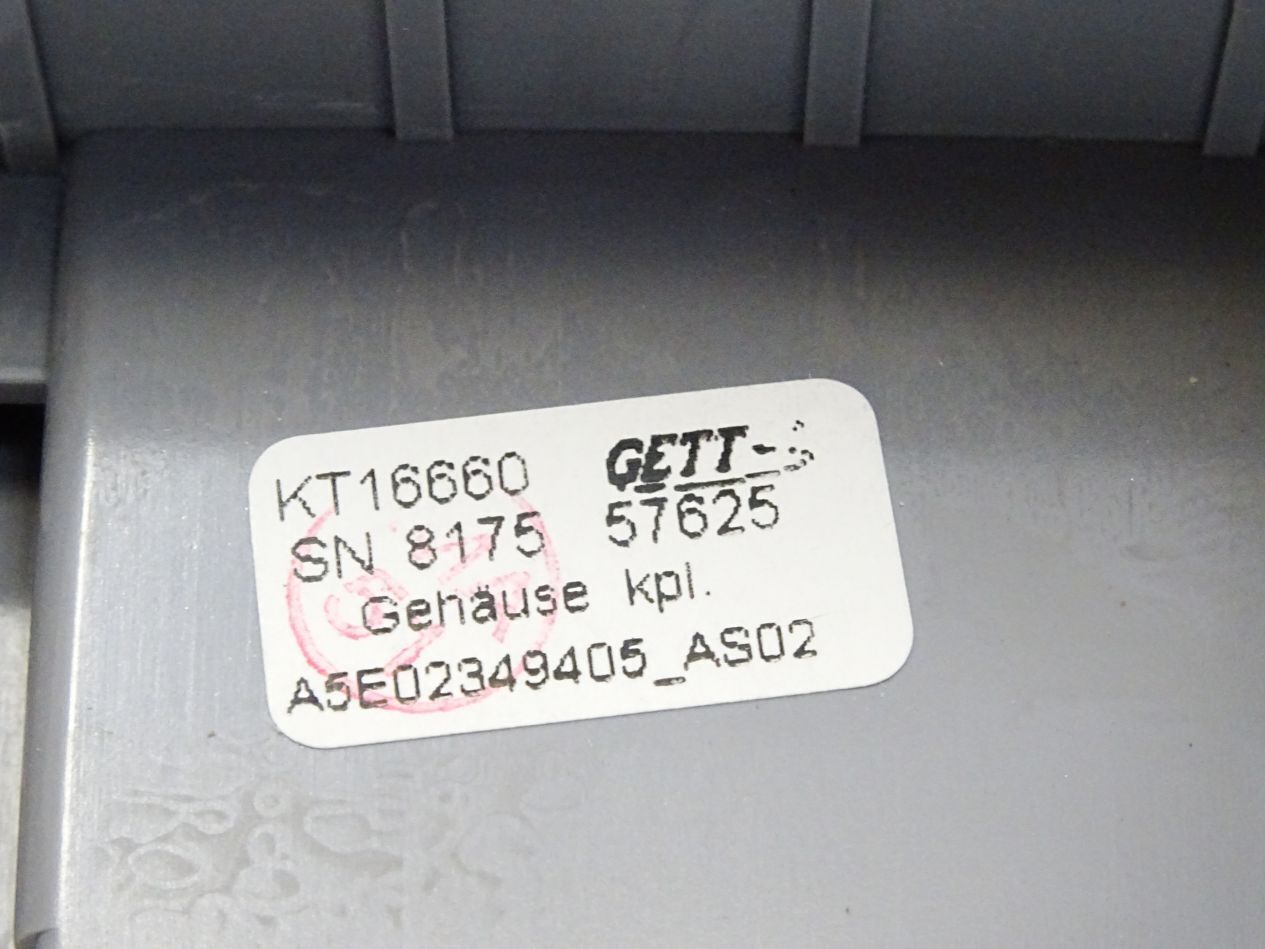 KT16660 GETT
SN 8175 57625
Gehäuse kpl.
A5E02349405_AS02